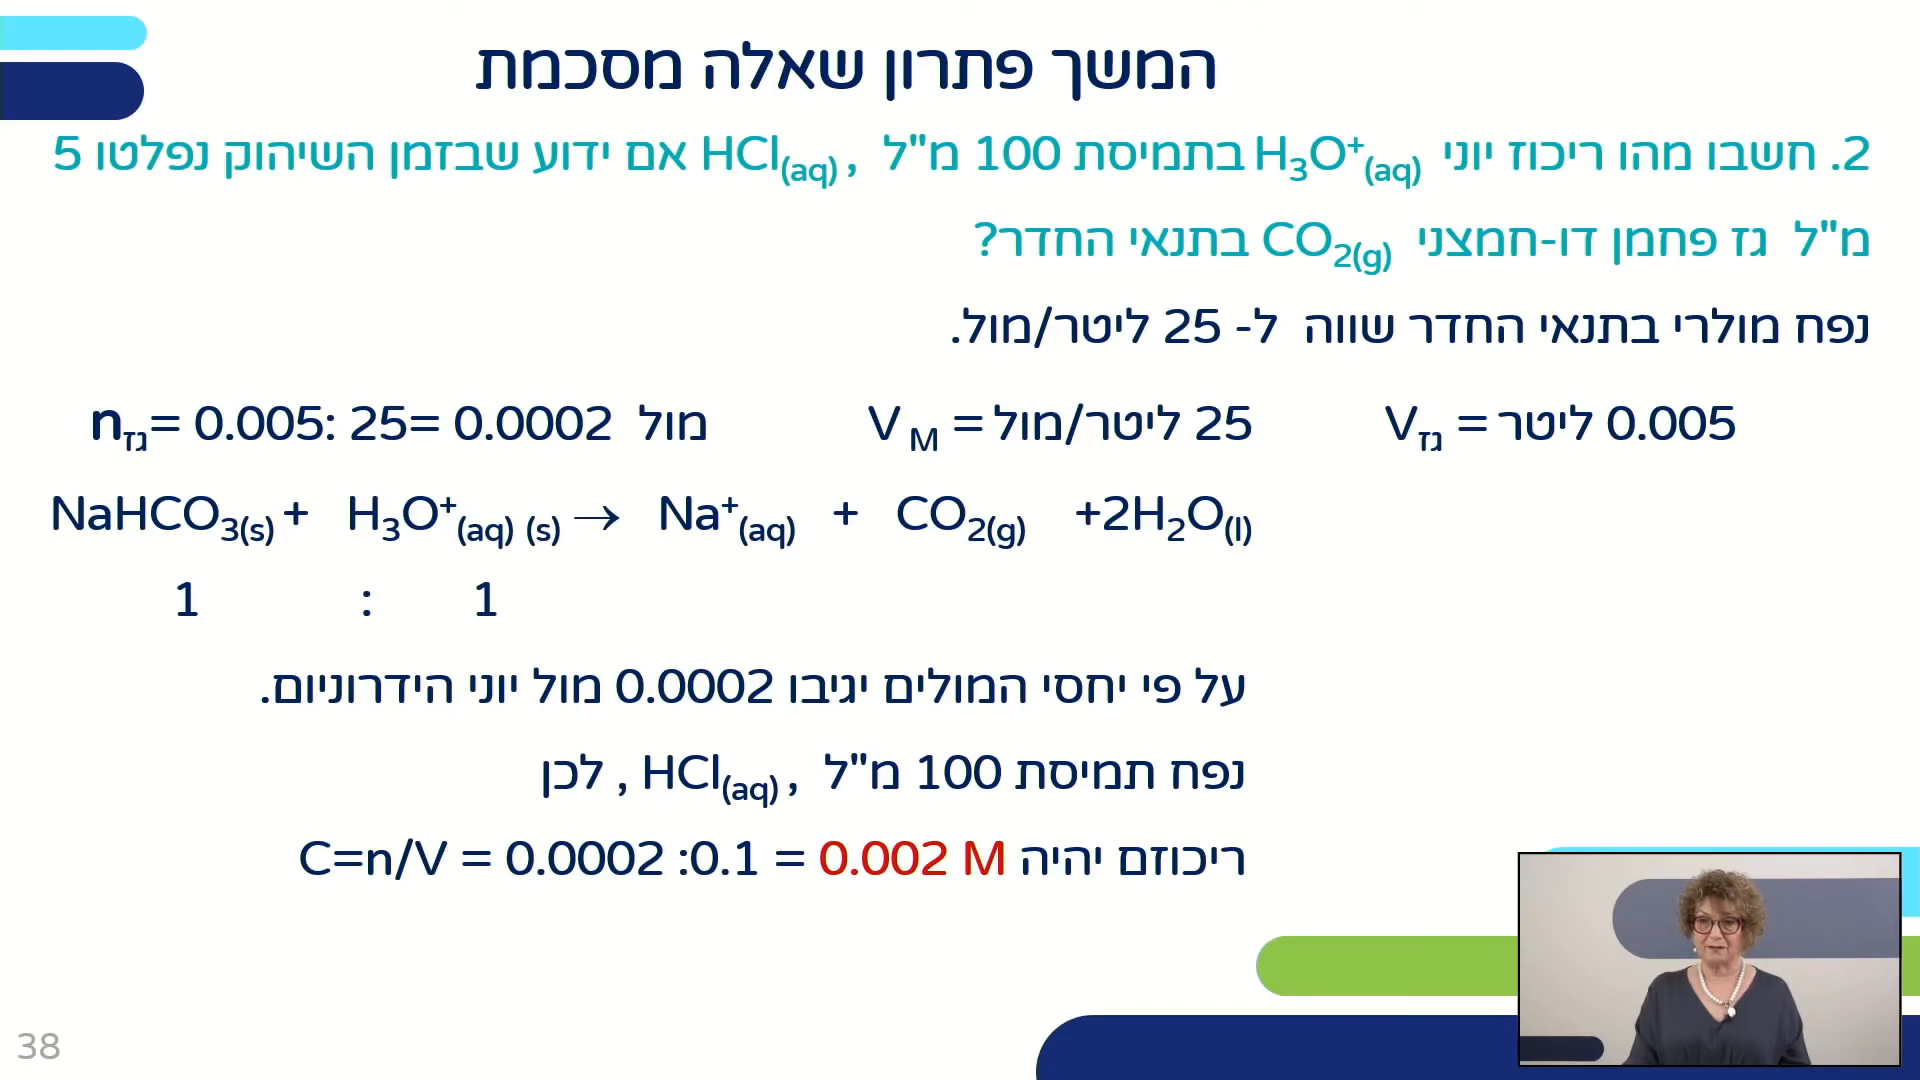 המשך פתרון שאלה מסכמת
2. חשבו מהו ריכוז יוני H₃O⁺(aq) בתמיסת 100 מ"ל , HCl(aq) אם ידוע שבזמן השיהוק נפלטו 5
מ"ל גז פחמן דו-חמצני CO₂(g) בתנאי החדר?
נפח מולרי בתנאי החדר שווה ל- 25 ליטר/מול.
nגז= 0.005: 25= 0.0002 מול V M = 25 ליטר/מול Vגז = 0.005 ליטר
NaHCO₃(s) + H₃O⁺(aq) (s) → Na⁺(aq) + CO₂(g) +2H₂O(l)
1 : 1
על פי יחסי המולים יגיבו 0.0002 מול יוני הידרוניום.
נפח תמיסת 100 מ"ל , HCl(aq) , לכן
ריכוזם יהיה C=n/V = 0.0002 :0.1 = 0.002 M
38